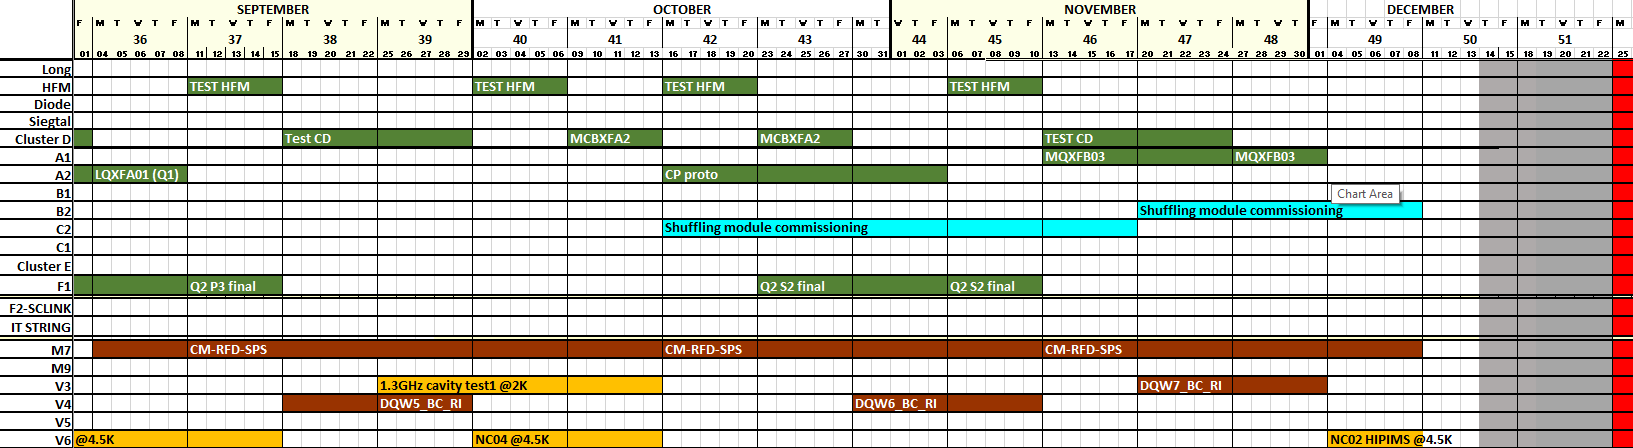 SEPTEMBER OCTOBER NOVEMBER DECEMBER
F M T W T F M T W T F M T W T F M T W T F M T W T F M T W T F M T W T F M T W T F M T W T F M T W T F M T W T F M T W T F M T W T F M T W T F M T W T F M T W T F M
36 37 38 39 40 41 42 43 44 45 46 47 48 49 50 51
01 04 05 06 07 08 11 12 13 14 15 18 19 20 21 22 25 26 27 28 29 02 03 04 05 06 09 10 11 12 13 16 17 18 19 20 23 24 25 26 27 30 31 01 02 03 06 07 08 09 10 13 14 15 16 17 20 21 22 23 24 27 28 29 30 01 04 05 06 07 08 11 12 13 14 15 18 19 20 21 22 25
Long
HFM TEST HFM TEST HFM TEST HFM TEST HFM
Diode
Siegtal
Cluster D Test CD MCBXFA2 MCBXFA2 TEST CD
A1 MQXFB03 MQXFB03
A2 LQXFA01 (Q1) CP proto
B1 Chart Area
B2 Shuffling module commissioning
C2 Shuffling module commissioning
C1
Cluster E
F1 Q2 P3 final Q2 S2 final Q2 S2 final
F2-SCLINK
IT STRING
M7 CM-RFD-SPS CM-RFD-SPS CM-RFD-SPS
M9
V3 1.3GHz cavity test1 @2K DQW7_BC_RI
V4 DQW5_BC_RI DQW6_BC_RI
V5
V6 @4.5K NC04 @4.5K NC02 HIPIMS @4.5K